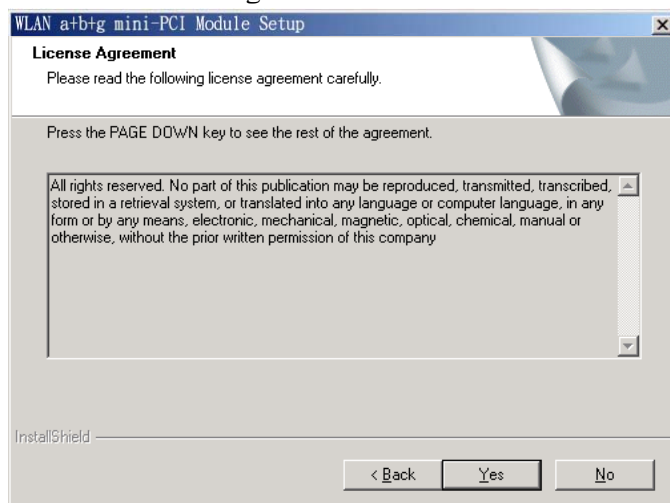 WLAN a+b+g mini-PCI Module Setup
License Agreement
Please read the following license agreement carefully.
Press the PAGE DOWN key to see the rest of the agreement.
All rights reserved. No part of this publication may be reproduced, transmitted, transcribed,
stored in a retrieval system, or translated into any language or computer language, in any
form or by any means, electronic, mechanical, magnetic, optical, chemical, manual or
otherwise, without the prior written permission of this company
InstallShield
< Back Yes No